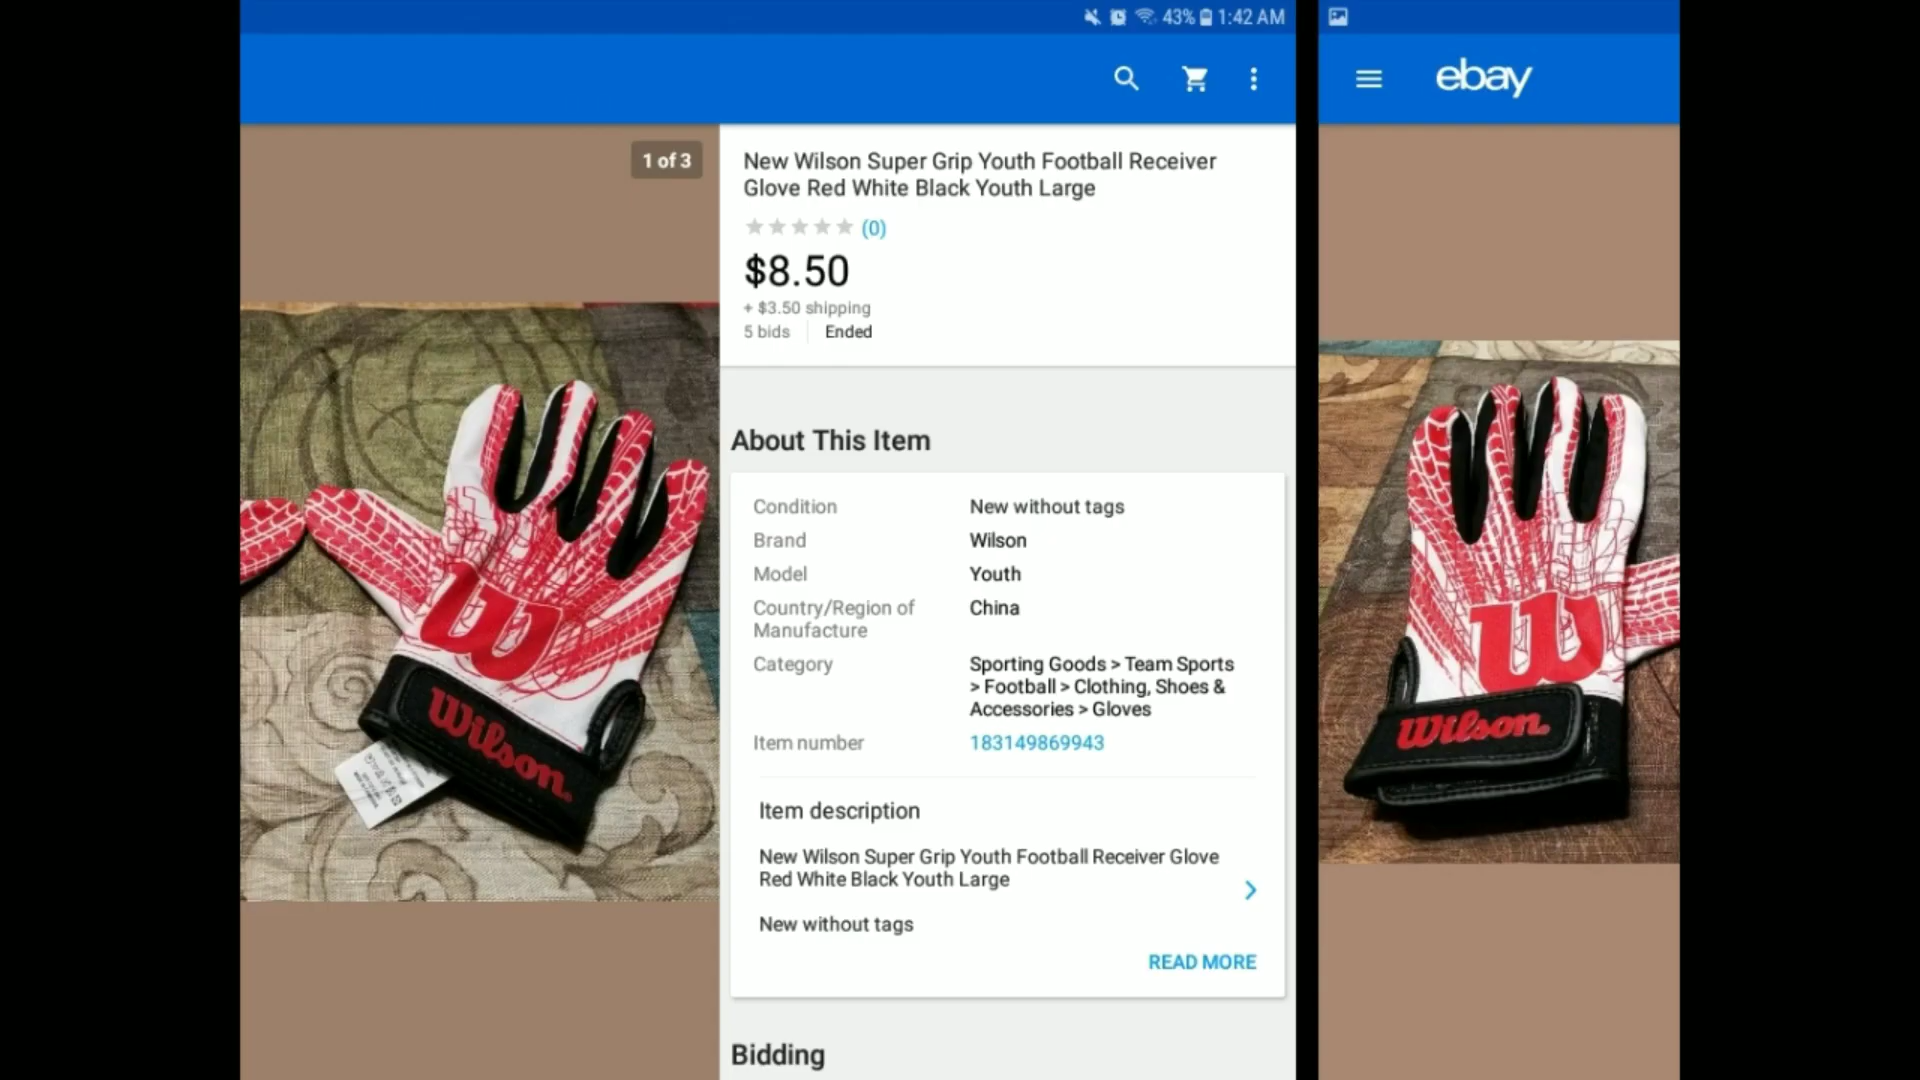 43% 1:42 AM
ebay
1 of 3
New Wilson Super Grip Youth Football Receiver
Glove Red White Black Youth Large
(0)
$8.50
+ $3.50 shipping
5 bids Ended
About This Item
Condition New without tags
Brand Wilson
Model Youth
Country/Region of China
Manufacture
Category Sporting Goods > Team Sports
> Football > Clothing, Shoes &
Accessories > Gloves
Item number 183149869943
Item description
New Wilson Super Grip Youth Football Receiver Glove
Red White Black Youth Large
New without tags
READ MORE
Bidding
W
Wilson.
W
Wilson.